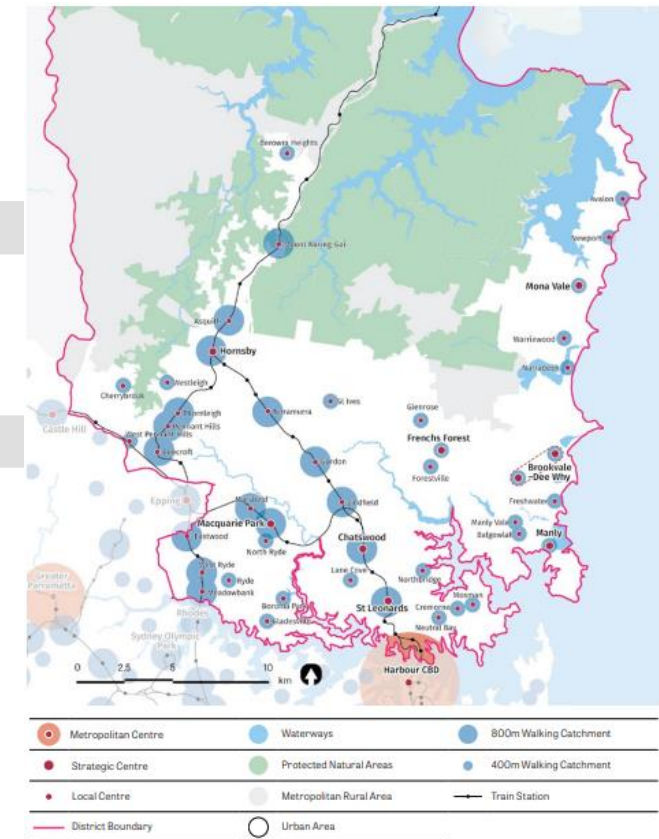 Berowra Heights
Avalon
Newport
Mount Kuring-Gai
Mona Vale
Asquith
Warriewood
Hornsby
Narrabeen
Westleigh
Cherrybrook
St Ives
Thornleigh
Turramurra
Glenrose
Castle Hill
Pennant Hills
West Pennant Hills
Frenchs Forest
Beecroft
Gordon
Forestville
Brookvale
-Dee Why
Epping
Marsfield
Lindfield
Freshwater
Macquarie Park
Manly Vale
Eastwood
Chatswood
Balgowlah
Manly
North Ryde
West Ryde
Lane Cove
Northbridge
Greater
Parramatta
Ryde
Meadowbank
Mosman
Boronia Park
St Leonards
Cremorne
Rhodes
Gladesville
Neutral Bay
Sydney Olympic
Park
Harbour CBD
0 2.5 5 10
km
Metropolitan Centre
Waterways
800m Walking Catchment
Strategic Centre
Protected Natural Areas
400m Walking Catchment
Local Centre
Metropolitan Rural Area
Train Station
District Boundary
Urban Area